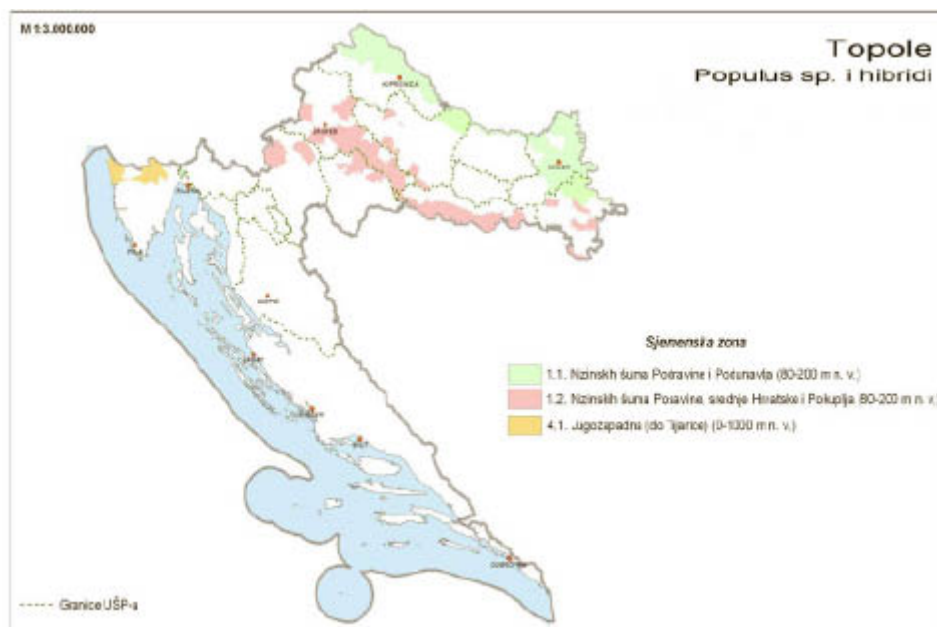 M 1:3.000.000
Topole
Populus sp. i hibridi
KOPRIVNICA
ZAGREB
Sjemenska zona
1.1. Nizinskih šuma Podravine i Podunavlja (80-200 m n. v.)
1.2. Nizinskih šuma Posavine, srednje Hrvatske i Pokuplja (80-200 m n. v.)
4.1. Jugozapadna (do Tijarice) (0-1000 m n. v.)
SPLIT
DUBROVNIK
Granice UŠP-a